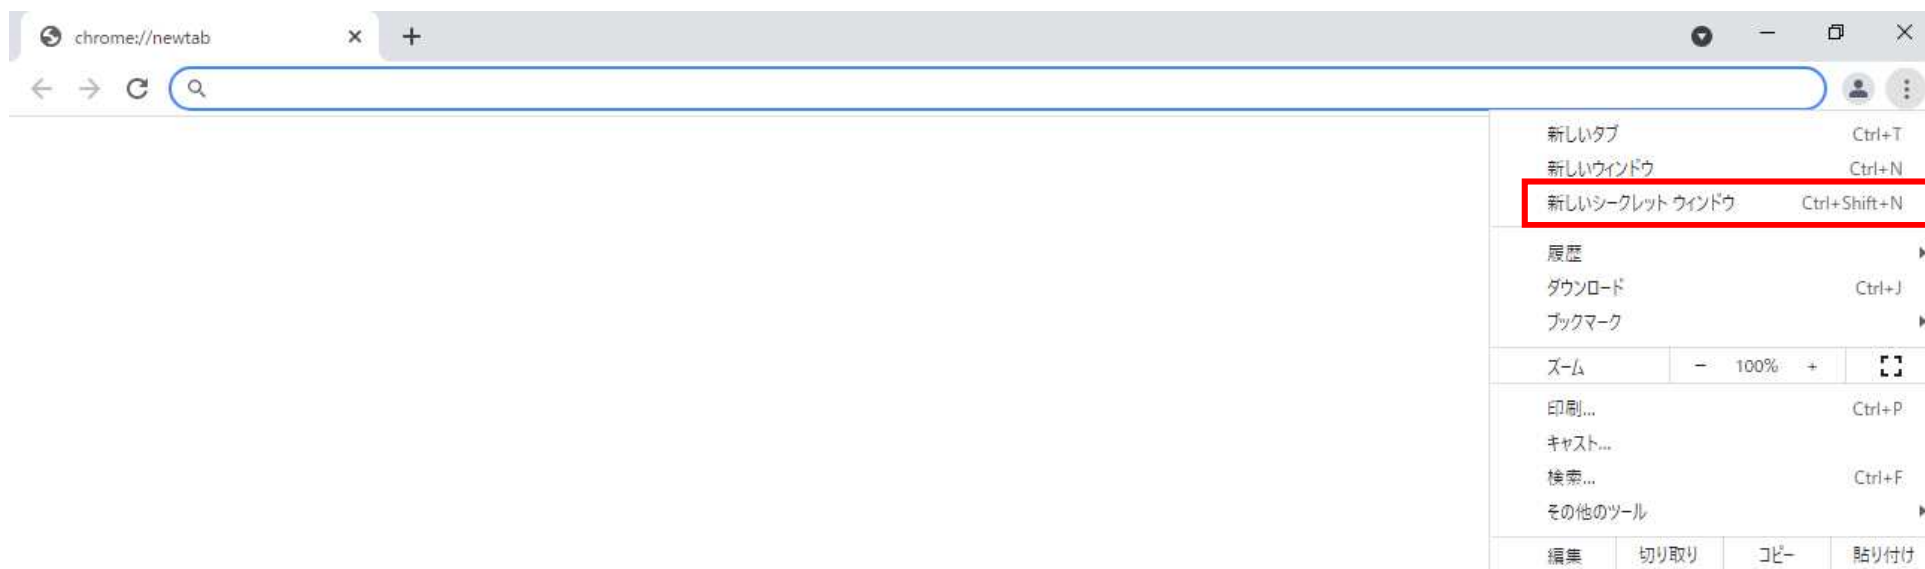 chrome://newtab
新しいタブ Ctrl+T
新しいウィンドウ Ctrl+N
新しいシークレット ウィンドウ Ctrl+Shift+N
履歴
ダウンロード Ctrl+J
ブックマーク
ズーム - 100% +
印刷... Ctrl+P
キャスト...
検索... Ctrl+F
その他のツール
編集 切り取り コピー 貼り付け